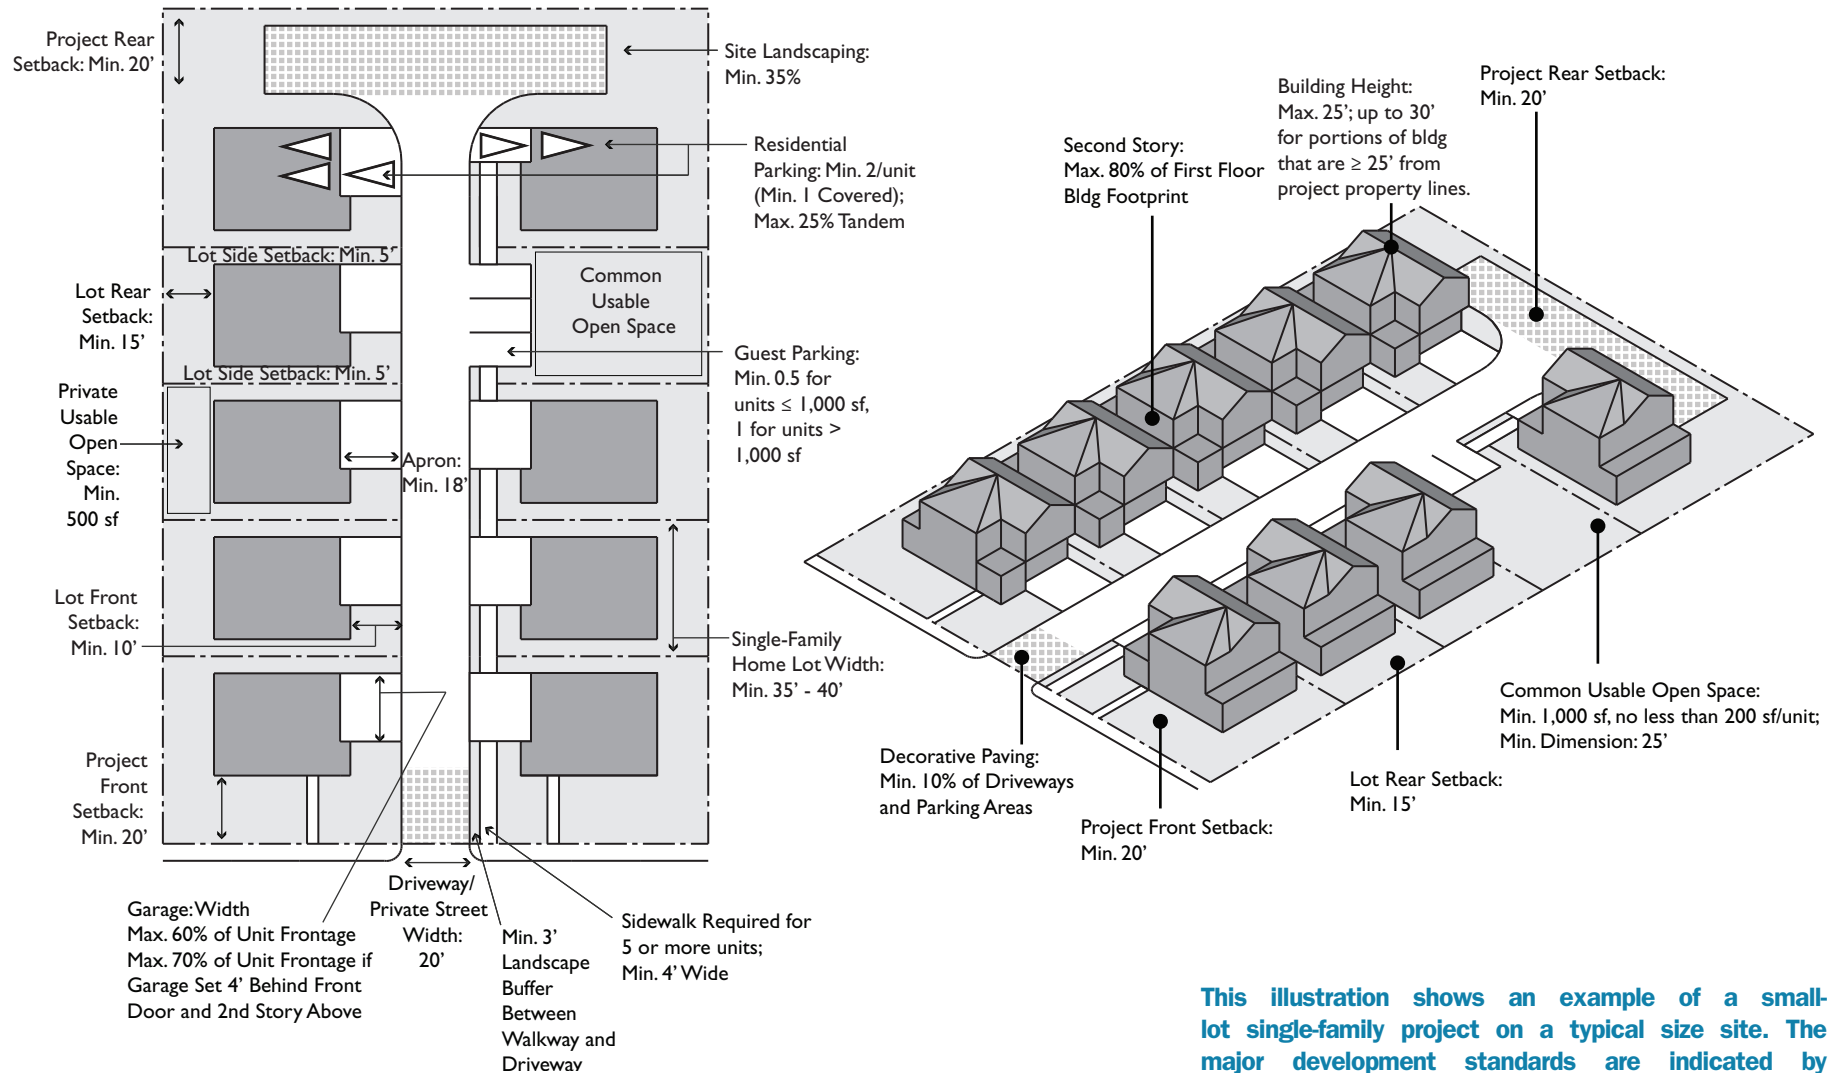 Project Rear
Setback: Min. 20’
Site Landscaping:
Min. 35%
Residential
Parking: Min. 2/unit
(Min. 1 Covered);
Max. 25% Tandem
Lot Side Setback: Min. 5’
Lot Rear
Setback:
Min. 15’
Common
Usable
Open Space
Guest Parking:
Min. 0.5 for
units ≤ 1,000 sf,
1 for units >
1,000 sf
Lot Side Setback: Min. 5’
Private
Usable
Open
Space:
Min.
500 sf
Apron:
Min. 18’
Lot Front
Setback:
Min. 10’
Single-Family
Home Lot Width:
Min. 35’ - 40’
Project
Front
Setback:
Min. 20’
Garage: Width
Max. 60% of Unit Frontage
Max. 70% of Unit Frontage if
Garage Set 4’ Behind Front
Door and 2nd Story Above
Driveway/
Private Street
Width:
20’
Min. 3’
Landscape
Buffer
Between
Walkway and
Driveway
Sidewalk Required for
5 or more units;
Min. 4’ Wide
Second Story:
Max. 80% of First Floor
Bldg Footprint
Building Height:
Max. 25’; up to 30’
for portions of bldg
that are ≥ 25’ from
project property lines.
Project Rear Setback:
Min. 20’
Decorative Paving:
Min. 10% of Driveways
and Parking Areas
Project Front Setback:
Min. 20’
Lot Rear Setback:
Min. 15’
Common Usable Open Space:
Min. 1,000 sf, no less than 200 sf/unit;
Min. Dimension: 25’
This illustration shows an example of a small-
lot single-family project on a typical size site. The
major development standards are indicated by